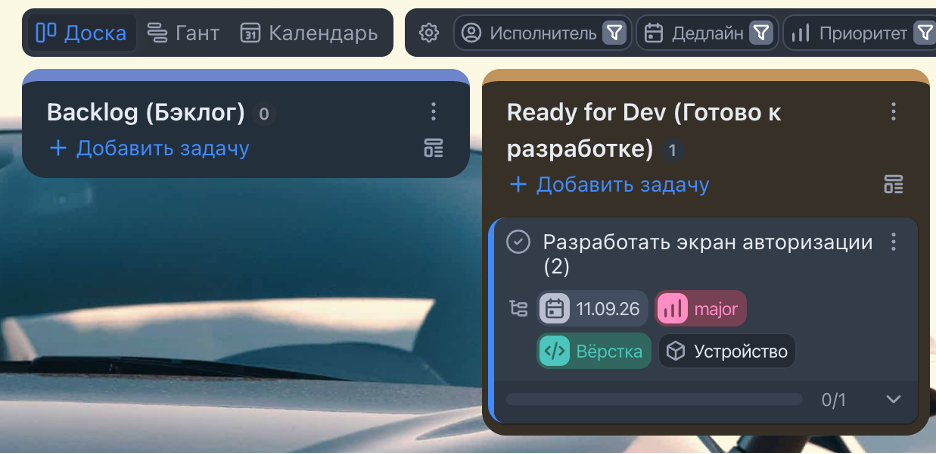 Доска Гант 31 Календарь Исполнитель Дедлайн Приоритет
Backlog (Бэклог) 0
+ Добавить задачу
Ready for Dev (Готово к
разработке) 1
+ Добавить задачу
Разработать экран авторизации
(2)
11.09.26 major
</> Вёрстка Устройство
0/1